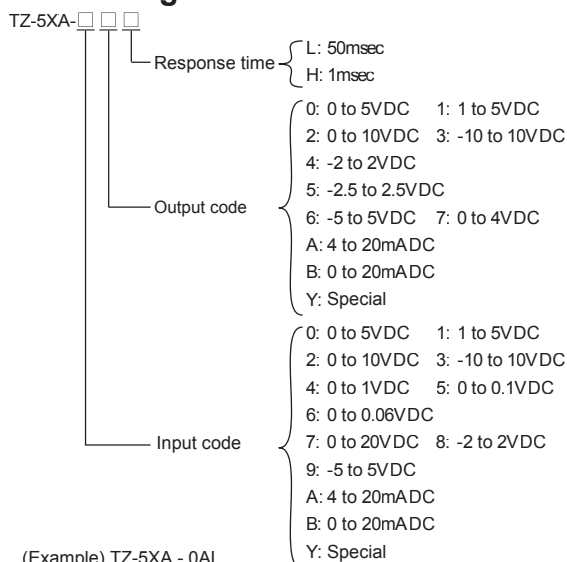 TZ-5XA-□ □ □
Response time
L: 50msec
H: 1msec
Output code
0: 0 to 5VDC 1: 1 to 5VDC
2: 0 to 10VDC 3: -10 to 10VDC
4: -2 to 2VDC
5: -2.5 to 2.5VDC
6: -5 to 5VDC 7: 0 to 4VDC
A: 4 to 20mADC
B: 0 to 20mADC
Y: Special
Input code
0: 0 to 5VDC 1: 1 to 5VDC
2: 0 to 10VDC 3: -10 to 10VDC
4: 0 to 1VDC 5: 0 to 0.1VDC
6: 0 to 0.06VDC
7: 0 to 20VDC 8: -2 to 2VDC
9: -5 to 5VDC
A: 4 to 20mADC
B: 0 to 20mADC
Y: Special
(Example) TZ-5XA - 0AL